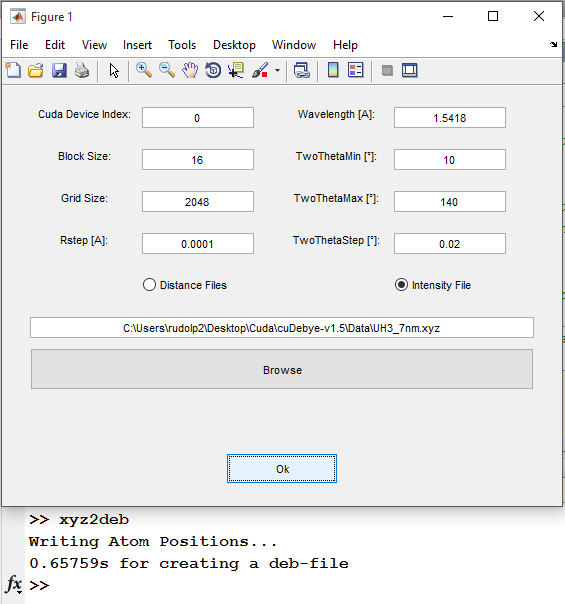 Figure 1
File Edit View Insert Tools Desktop Window Help
Cuda Device Index: 0 Wavelength [A]: 1.5418
Block Size: 16 TwoThetaMin [°]: 10
Grid Size: 2048 TwoThetaMax [°]: 140
Rstep [A]: 0.0001 TwoThetaStep [°]: 0.02
Distance Files Intensity File
C:\Users\rudolp2\Desktop\Cuda\cuDebye-v1.5\Data\UH3_7nm.xyz
Browse
Ok
>> xyz2deb
Writing Atom Positions...
0.65759s for creating a deb-file
fx >>